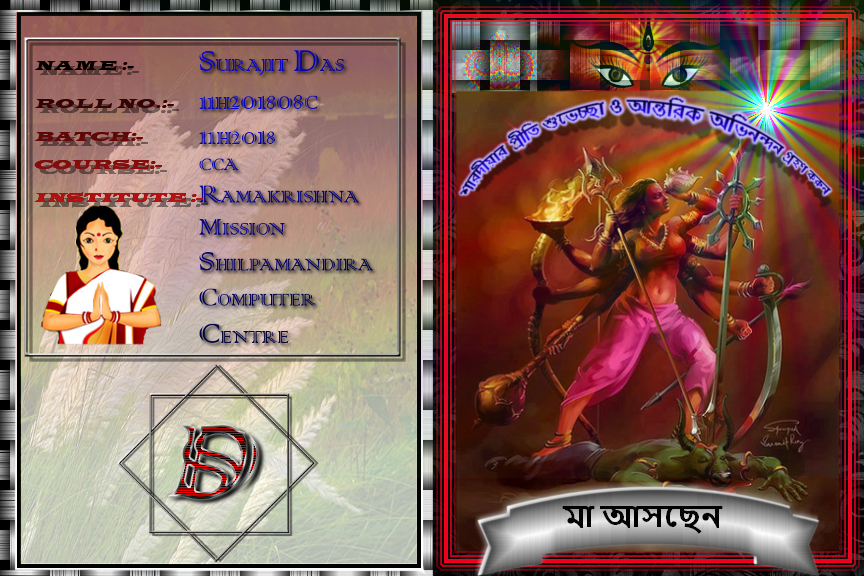 NAME:- Surajit Das
ROLL NO.:- 11H201808C
BATCH:- 11H2018
COURSE:- CCA
INSTITUTE:- Ramakrishna
Mission
Shilpamandira
Computer
Centre
SD
শারদীয়ার প্রীতি শুভেচ্ছা ও আন্তরিক অভিনন্দন গ্রহণ করুন
মা আসছেন